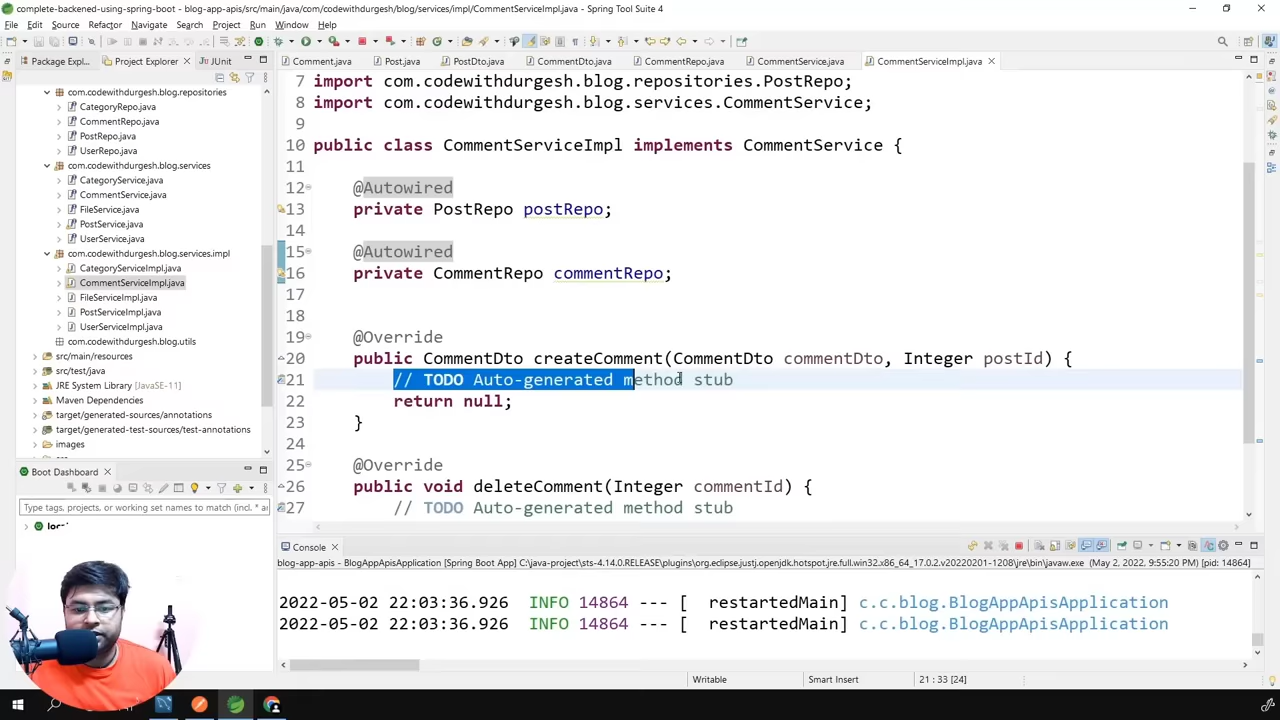 complete-backened-using-spring-boot - blog-app-apis/src/main/java/com/codewithdurgesh/blog/services/impl/CommentServiceImpl.java - Spring Tool Suite 4
File Edit Source Refactor Navigate Search Project Run Window Help
Package Expl... Project Explorer JUnit
Comment.java Post.java PostDto.java CommentDto.java CommentRepo.java CommentService.java CommentServiceImpl.java
com.codewithdurgesh.blog.repositories
CategoryRepo.java
CommentRepo.java
PostRepo.java
UserRepo.java
com.codewithdurgesh.blog.services
CategoryService.java
CommentService.java
FileService.java
PostService.java
UserService.java
com.codewithdurgesh.blog.services.impl
CategoryServiceImpl.java
CommentServiceImpl.java
FileServiceImpl.java
PostServiceImpl.java
UserServiceImpl.java
com.codewithdurgesh.blog.utils
src/main/resources
src/test/java
JRE System Library [JavaSE-11]
Maven Dependencies
target/generated-sources/annotations
target/generated-test-sources/test-annotations
images
7 import com.codewithdurgesh.blog.repositories.PostRepo;
8 import com.codewithdurgesh.blog.services.CommentService;
9
10 public class CommentServiceImpl implements CommentService {
11
12 @Autowired
13 private PostRepo postRepo;
14
15 @Autowired
16 private CommentRepo commentRepo;
17
18
19 @Override
20 public CommentDto createComment(CommentDto commentDto, Integer postId) {
21 // TODO Auto-generated method stub
22 return null;
23 }
24
25 @Override
26 public void deleteComment(Integer commentId) {
27 // TODO Auto-generated method stub
Boot Dashboard
Type tags, projects, or working set names to match (incl. * a
Console
blog-app-apis - BlogAppApisApplication [Spring Boot App] C:\java-project\sts-4.14.0.RELEASE\plugins\org.eclipse.justj.openjdk.hotspot.jre.full.win32.x86_64_17.0.2.v20220201-1208\jre\bin\javaw.exe (May 2, 2022, 9:55:20 PM) [pid: 14864]
2022-05-02 22:03:36.926 INFO 14864 --- [ restartedMain] c.c.blog.BlogAppApisApplication
2022-05-02 22:03:36.926 INFO 14864 --- [ restartedMain] c.c.blog.BlogAppApisApplication
Writable Smart Insert 21 : 33 [24]